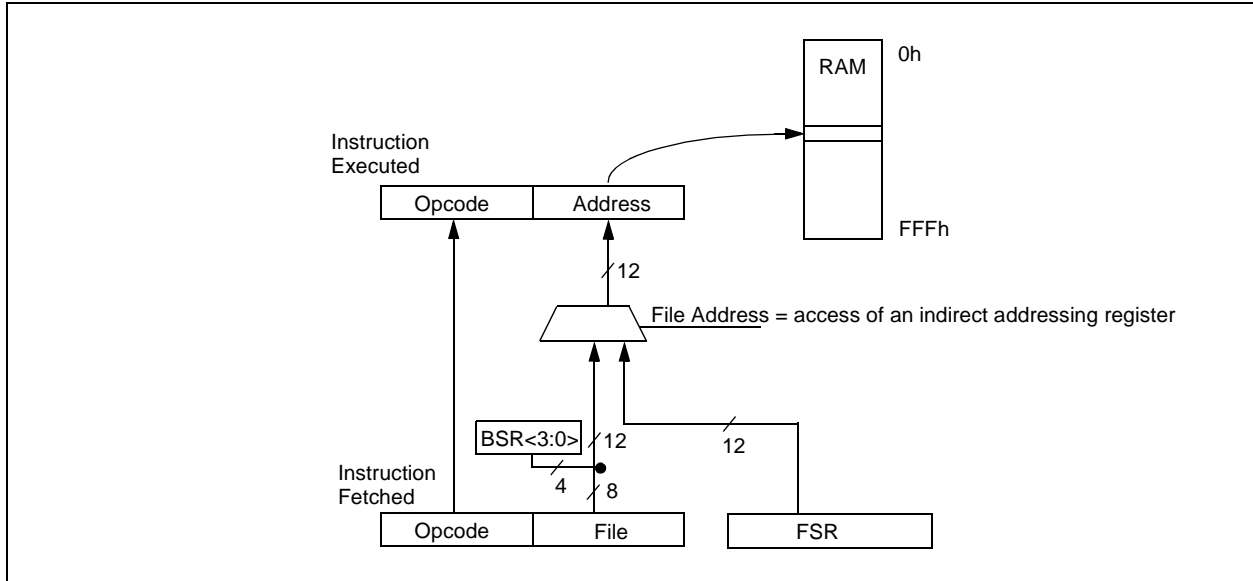 RAM
0h
Instruction
Executed
Opcode
Address
FFFh
12
File Address = access of an indirect addressing register
BSR<3:0>
12
12
Instruction
Fetched
4
8
Opcode
File
FSR